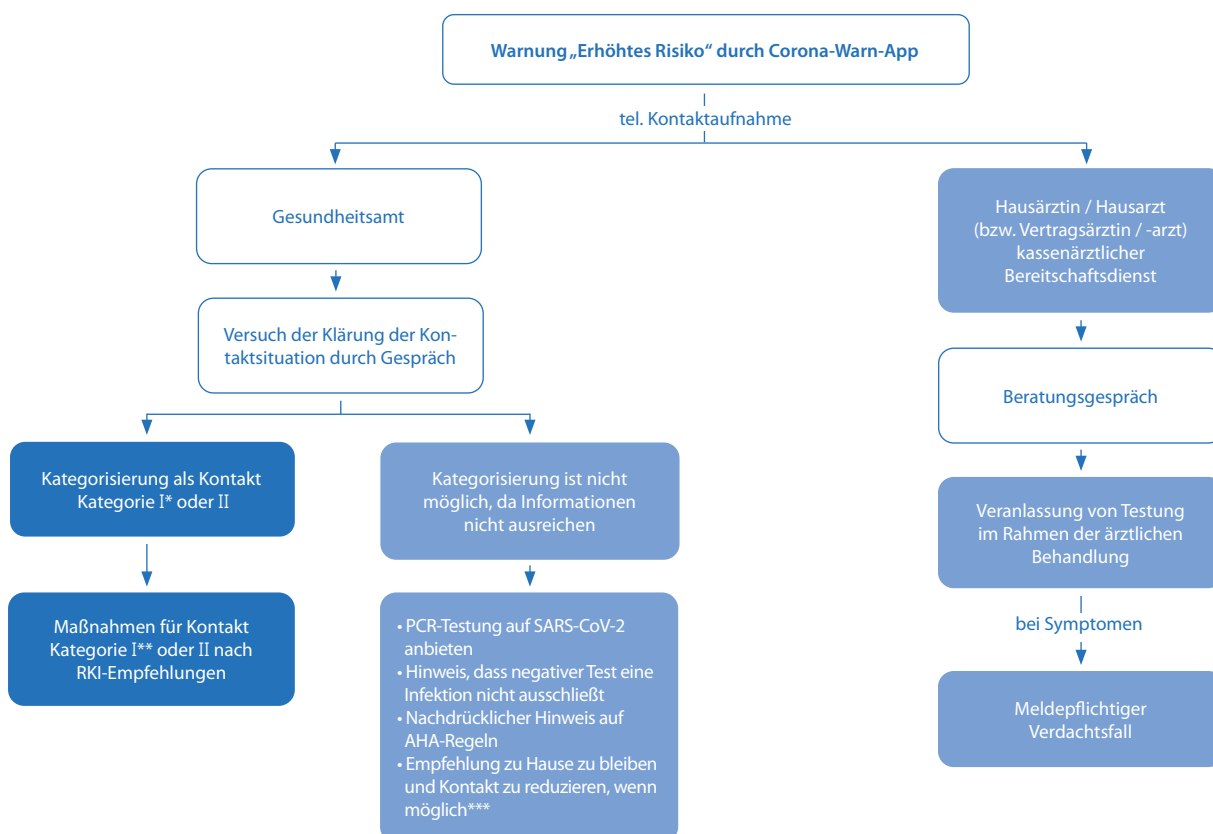 Warnung „Erhöhtes Risiko“ durch Corona-Warn-App
tel. Kontaktaufnahme
Gesundheitsamt
Versuch der Klärung der Kon-
taktsituation durch Gespräch
Kategorisierung als Kontakt
Kategorie I* oder II
Maßnahmen für Kontakt
Kategorie I** oder II nach
RKI-Empfehlungen
Kategorisierung ist nicht
möglich, da Informationen
nicht ausreichen
• PCR-Testung auf SARS-CoV-2
anbieten
• Hinweis, dass negativer Test eine
Infektion nicht ausschließt
• Nachdrücklicher Hinweis auf
AHA-Regeln
• Empfehlung zu Hause zu bleiben
und Kontakt zu reduzieren, wenn
möglich***
Hausärztin / Hausarzt
(bzw. Vertragsärztin / -arzt)
kassenärztlicher
Bereitschaftsdienst
Beratungsgespräch
Veranlassung von Testung
im Rahmen der ärztlichen
Behandlung
bei Symptomen
Meldepflichtiger
Verdachtsfall